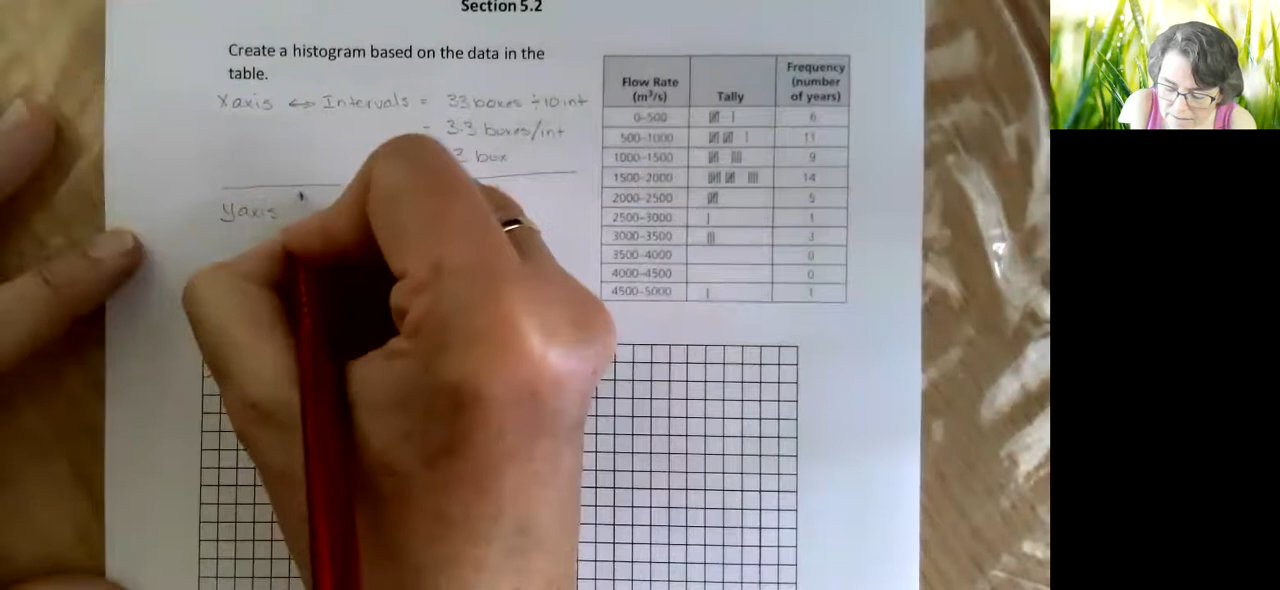 Section 5.2
Create a histogram based on the data in the
table.
X axis ↔ Intervals = 33 boxes ÷ 10 int
= 3.3 boxes/int
3 box
Y axis
Flow Rate (m³/s) Tally Frequency (number of years)
0–500 6
500–1000 11
1000–1500 9
1500–2000 14
2000–2500 5
2500–3000 1
3000–3500 3
3500–4000 0
4000–4500 0
4500–5000 1